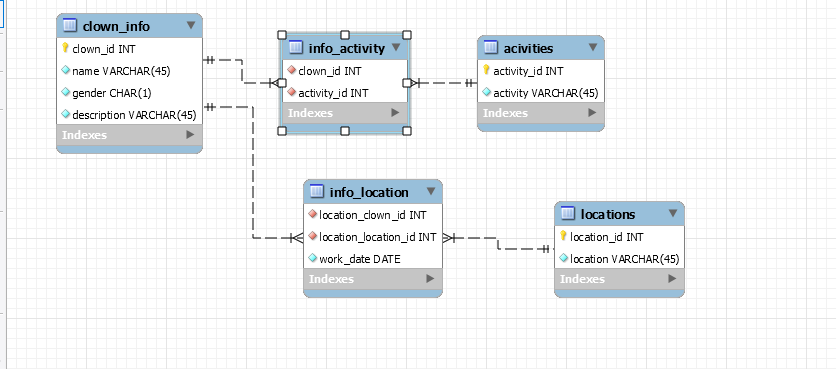 clown_info
clown_id INT
name VARCHAR(45)
gender CHAR(1)
description VARCHAR(45)
Indexes
info_activity
clown_id INT
activity_id INT
Indexes
acivities
activity_id INT
activity VARCHAR(45)
Indexes
info_location
location_clown_id INT
location_location_id INT
work_date DATE
Indexes
locations
location_id INT
location VARCHAR(45)
Indexes